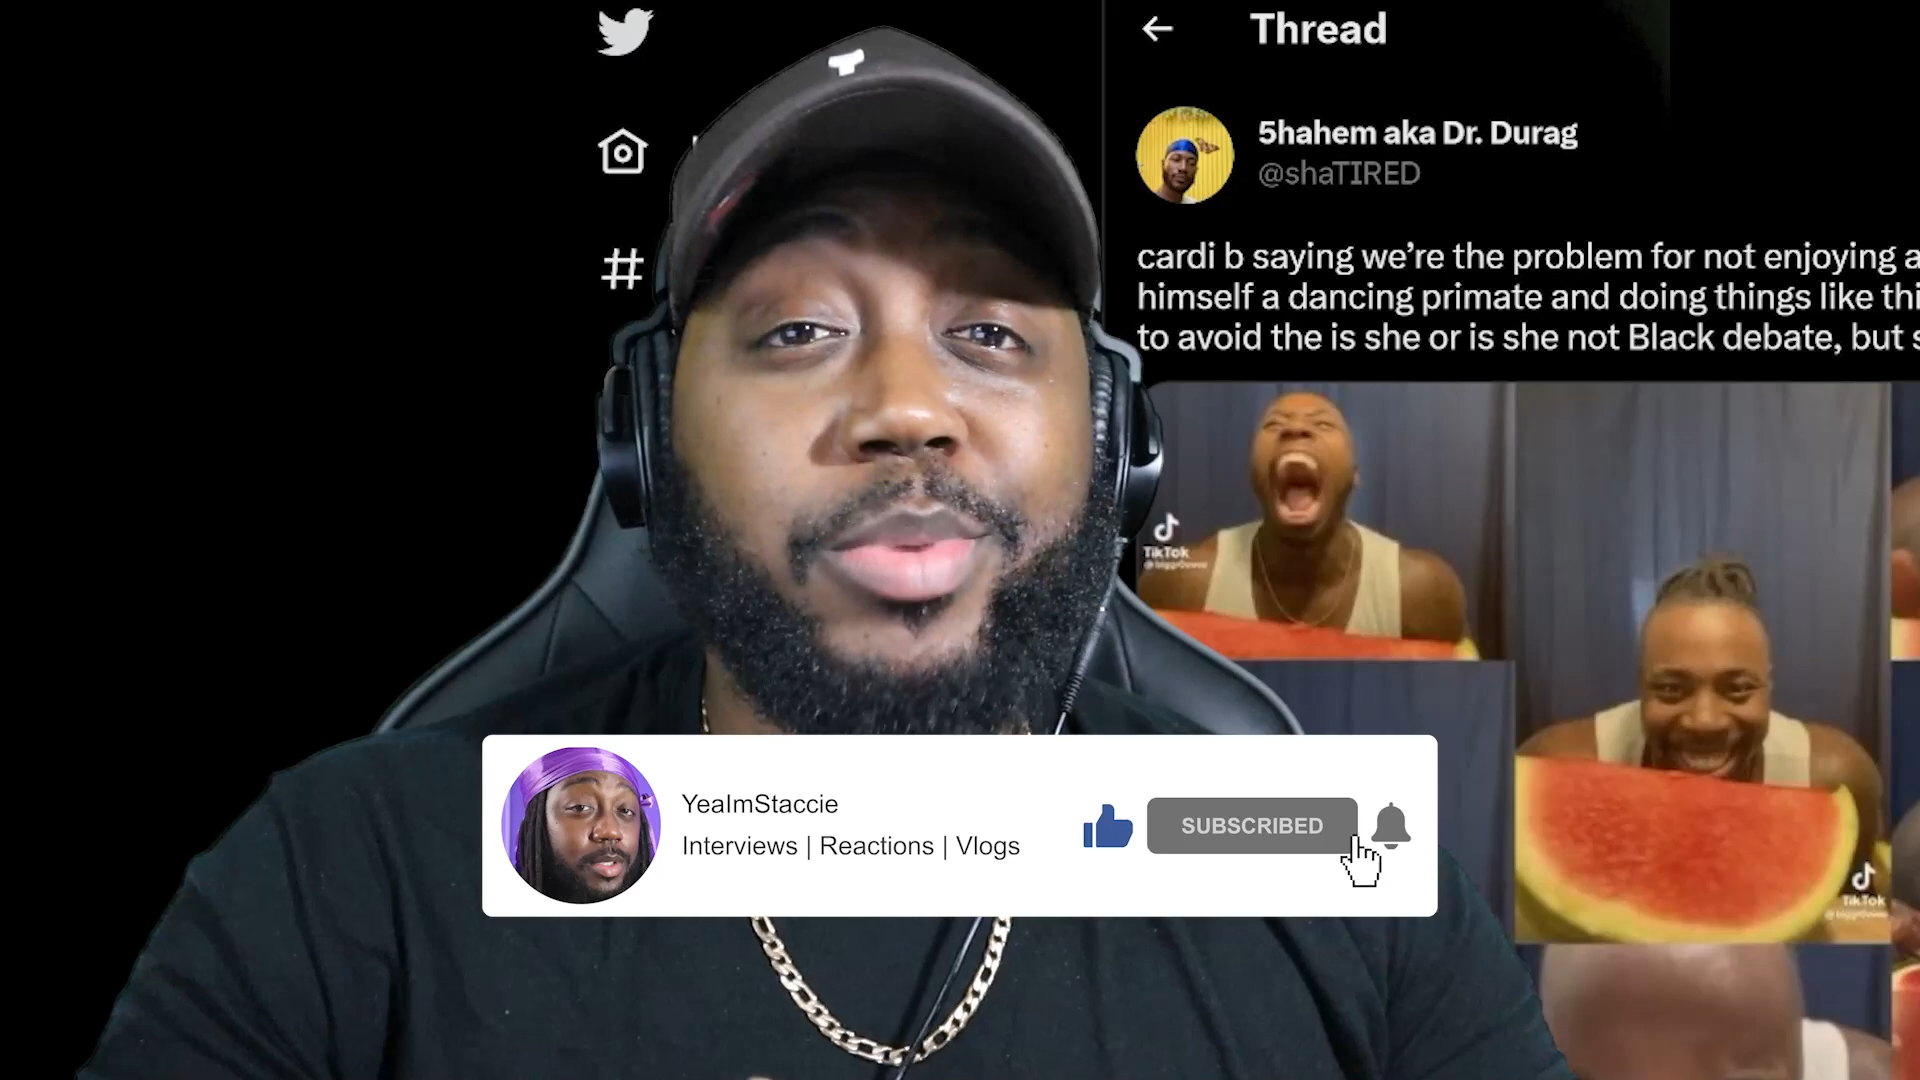 Thread
5hahem aka Dr. Durag
@shaTIRED
cardi b saying we’re the problem for not enjoying a
himself a dancing primate and doing things like thi
to avoid the is she or is she not Black debate, but s
TikTok
YeaImStaccie
Interviews | Reactions | Vlogs
SUBSCRIBED
TikTok